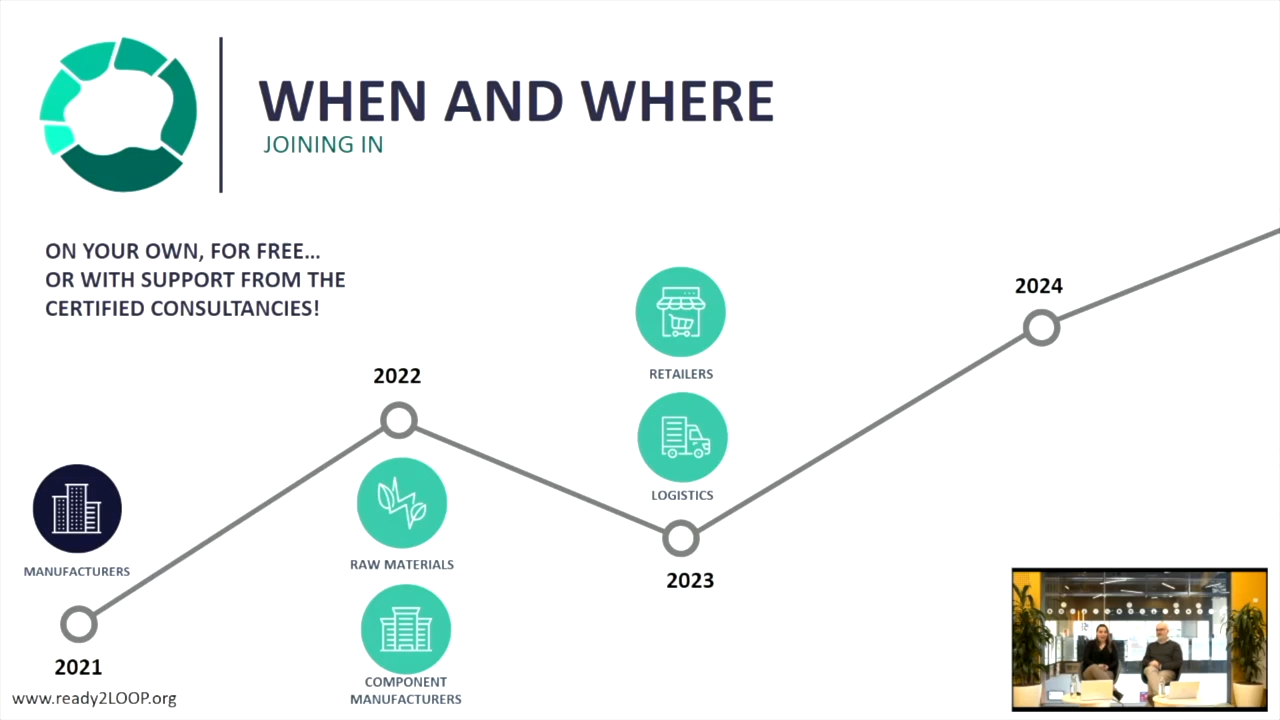 WHEN AND WHERE
JOINING IN
ON YOUR OWN, FOR FREE...
OR WITH SUPPORT FROM THE
CERTIFIED CONSULTANCIES!
2024
RETAILERS
2022
LOGISTICS
RAW MATERIALS
MANUFACTURERS
2023
2021
COMPONENT
MANUFACTURERS
www.ready2LOOP.org